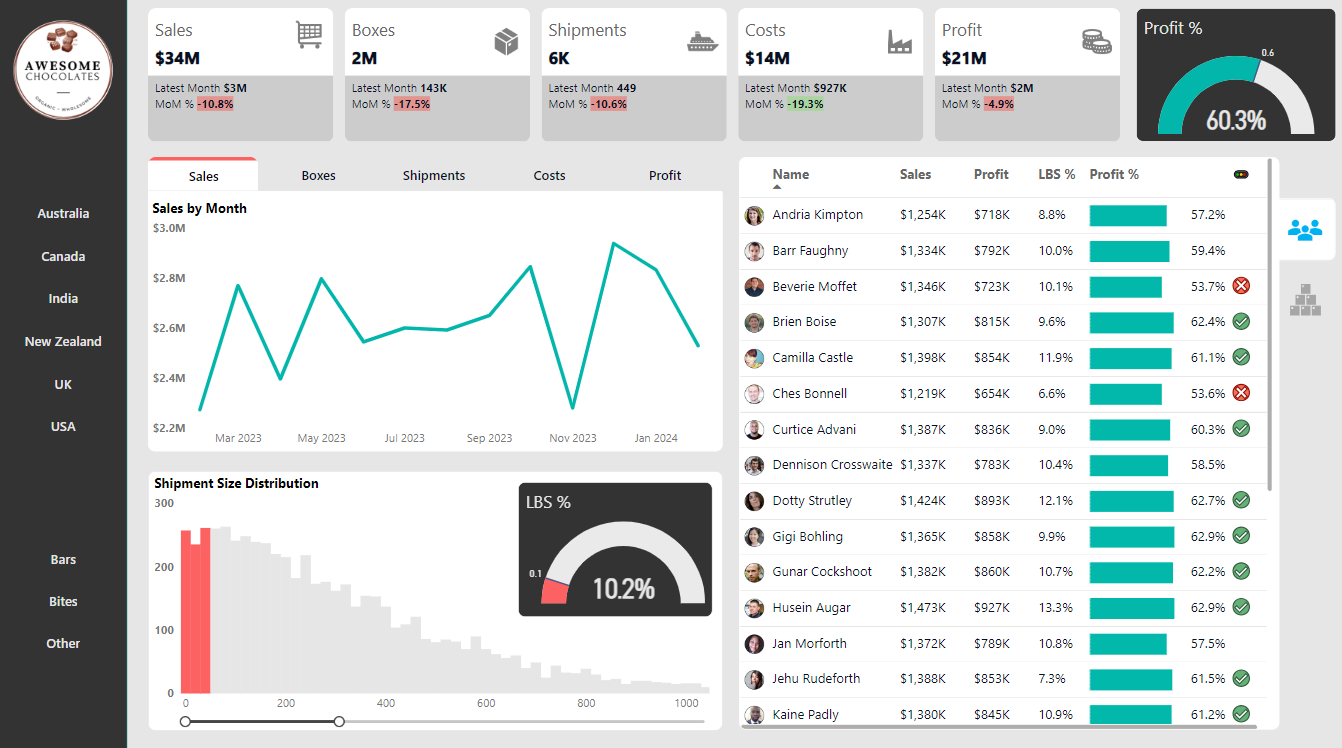 AWESOME
CHOCOLATES
ORGANIC - WHOLESOME
Australia
Canada
India
New Zealand
UK
USA
Bars
Bites
Other
Sales
$34M
Latest Month $3M
MoM % -10.8%
Boxes
2M
Latest Month 143K
MoM % -17.5%
Shipments
6K
Latest Month 449
MoM % -10.6%
Costs
$14M
Latest Month $927K
MoM % -19.3%
Profit
$21M
Latest Month $2M
MoM % -4.9%
Profit %
0.6
60.3%
Sales Boxes Shipments Costs Profit
Sales by Month
$3.0M
$2.8M
$2.6M
$2.4M
$2.2M
Mar 2023 May 2023 Jul 2023 Sep 2023 Nov 2023 Jan 2024
Shipment Size Distribution
300
200
100
0
0 200 400 600 800 1000
LBS %
0.1
10.2%
Name Sales Profit LBS % Profit %
Andria Kimpton $1,254K $718K 8.8% 57.2%
Barr Faughny $1,334K $792K 10.0% 59.4%
Beverie Moffet $1,346K $723K 10.1% 53.7%
Brien Boise $1,307K $815K 9.6% 62.4%
Camilla Castle $1,398K $854K 11.9% 61.1%
Ches Bonnell $1,219K $654K 6.6% 53.6%
Curtice Advani $1,387K $836K 9.0% 60.3%
Dennison Crosswaite $1,337K $783K 10.4% 58.5%
Dotty Strutley $1,424K $893K 12.1% 62.7%
Gigi Bohling $1,365K $858K 9.9% 62.9%
Gunar Cockshoot $1,382K $860K 10.7% 62.2%
Husein Augar $1,473K $927K 13.3% 62.9%
Jan Morforth $1,372K $789K 10.8% 57.5%
Jehu Rudeforth $1,388K $853K 7.3% 61.5%
Kaine Padly $1,380K $845K 10.9% 61.2%